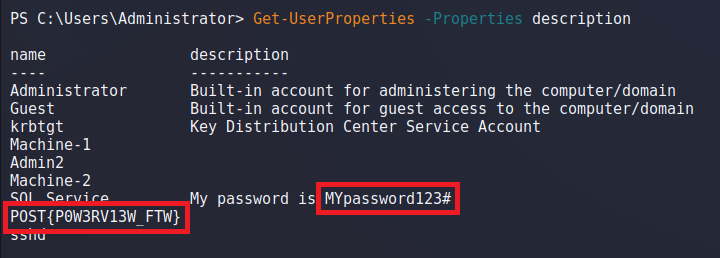 PS C:\Users\Administrator> Get-UserProperties -Properties description
name description
---- -----------
Administrator Built-in account for administering the computer/domain
Guest Built-in account for guest access to the computer/domain
krbtgt Key Distribution Center Service Account
Machine-1
Admin2
Machine-2
SQL Service My password is MYpassword123#
POST{P0W3RV13W_FTW}
sshd